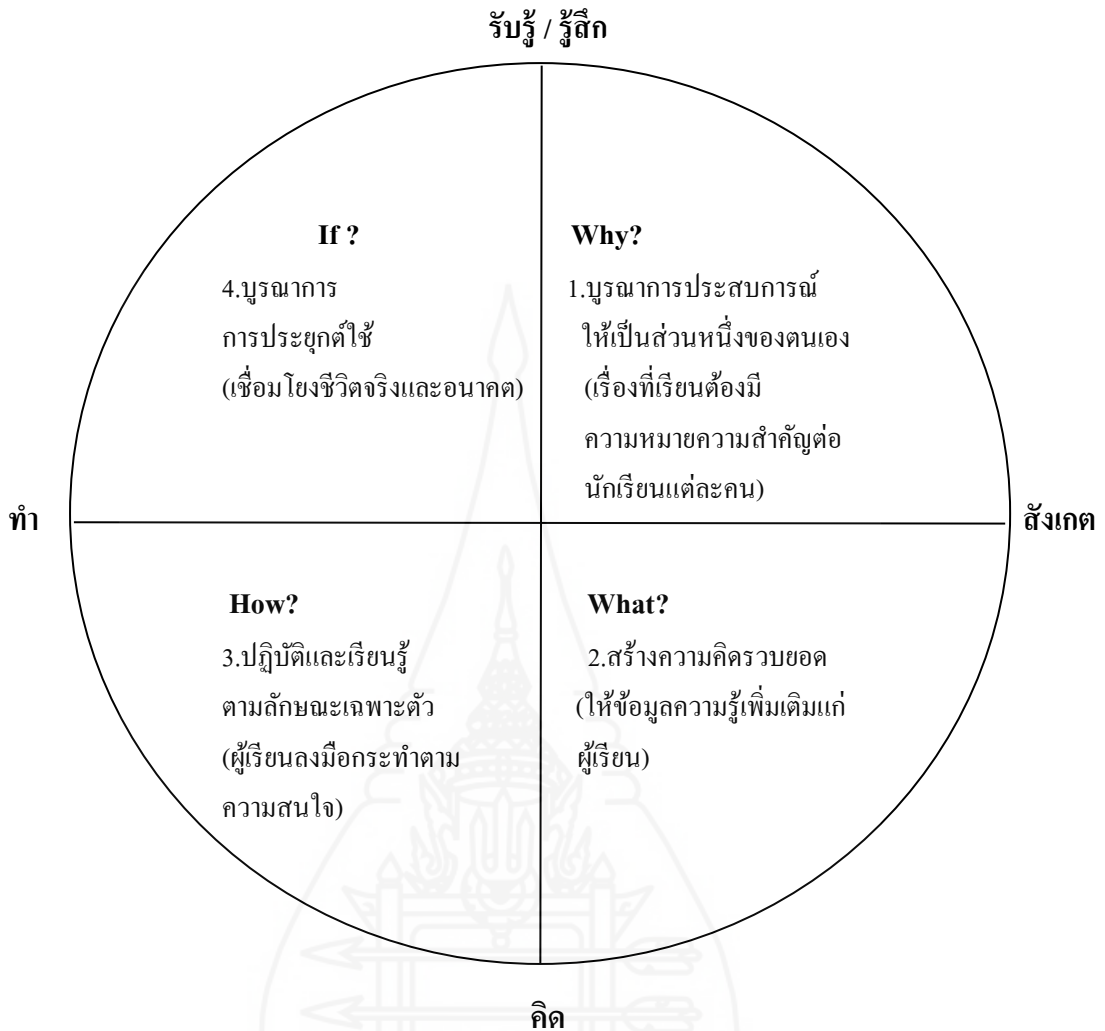 รับรู้ / รู้สึก
If ?
4.บูรณาการ
การประยุกต์ใช้
(เชื่อมโยงชีวิตจริงและอนาคต)
Why?
1.บูรณาการประสบการณ์
ให้เป็นส่วนหนึ่งของตนเอง
(เรื่องที่เรียนต้องมี
ความหมายความสำคัญต่อ
นักเรียนแต่ละคน)
ทำ
สังเกต
How?
3.ปฏิบัติและเรียนรู้
ตามลักษณะเฉพาะตัว
(ผู้เรียนลงมือกระทำตาม
ความสนใจ)
What?
2.สร้างความคิดรวบยอด
(ให้ข้อมูลความรู้เพิ่มเติมแก่
ผู้เรียน)
คิด